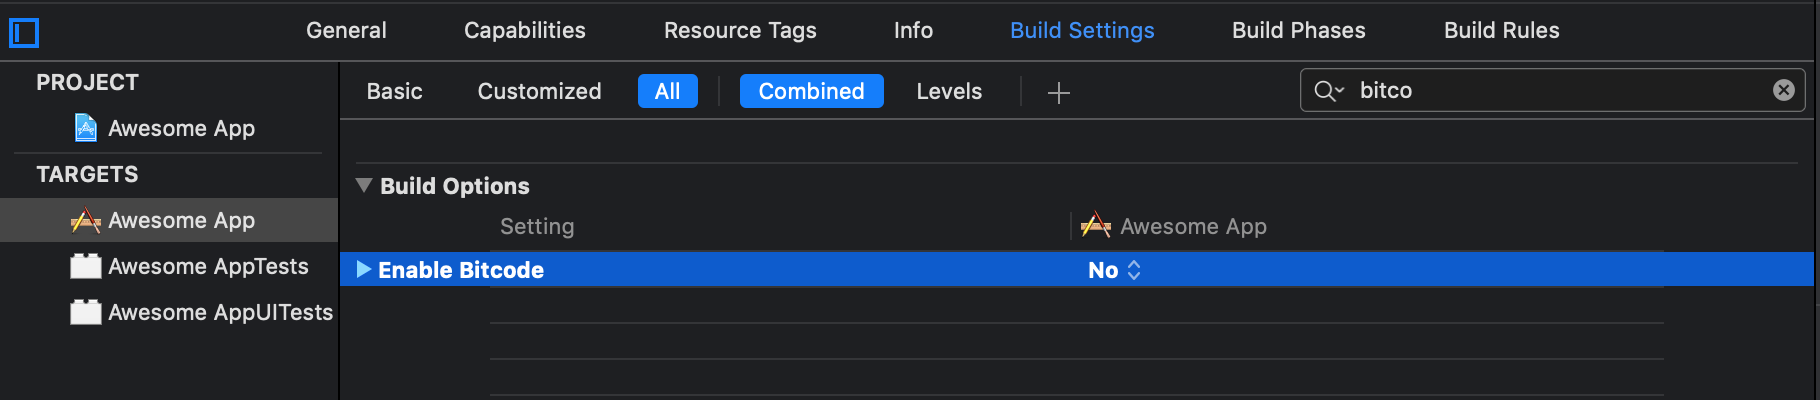 General Capabilities Resource Tags Info Build Settings Build Phases Build Rules
PROJECT
Awesome App
TARGETS
Awesome App
Awesome AppTests
Awesome AppUITests
Basic Customized All Combined Levels bitco
Build Options
Setting Awesome App
Enable Bitcode No